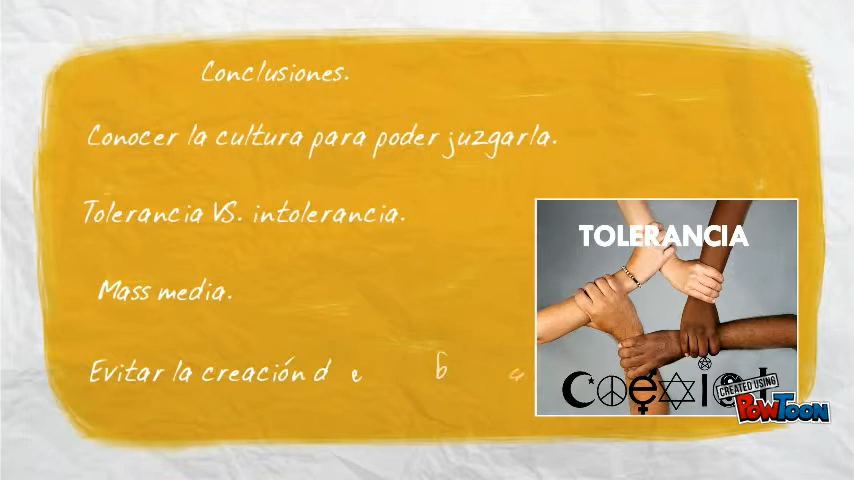 Conclusiones.
Conocer la cultura para poder juzgarla.
Tolerancia VS. intolerancia.
Mass media.
Evitar la creación d e b a
TOLERANCIA
coexist
CREATED USING
POWTOON